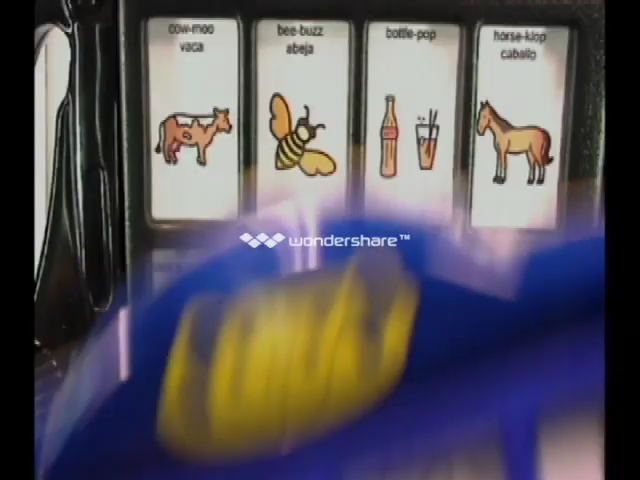 cow-moo
vaca
bee-buzz
abeja
bottle-pop
horse-klop
caballo
wondershare™